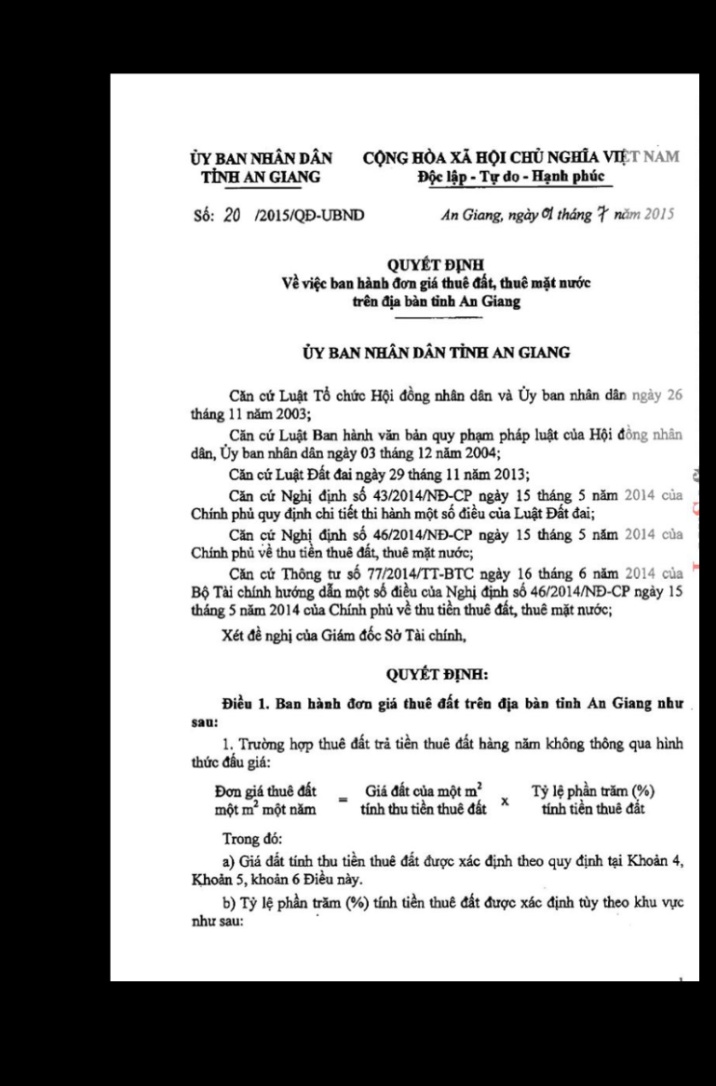 ỦY BAN NHÂN DÂN
TỈNH AN GIANG
CỘNG HÒA XÃ HỘI CHỦ NGHĨA VIỆT NAM
Độc lập - Tự do - Hạnh phúc
Số: 20 /2015/QĐ-UBND
An Giang, ngày 01 tháng 7 năm 2015
QUYẾT ĐỊNH
Về việc ban hành đơn giá thuê đất, thuê mặt nước
trên địa bàn tỉnh An Giang
ỦY BAN NHÂN DÂN TỈNH AN GIANG
Căn cứ Luật Tổ chức Hội đồng nhân dân và Ủy ban nhân dân ngày 26
tháng 11 năm 2003;
Căn cứ Luật Ban hành văn bản quy phạm pháp luật của Hội đồng nhân
dân, Ủy ban nhân dân ngày 03 tháng 12 năm 2004;
Căn cứ Luật Đất đai ngày 29 tháng 11 năm 2013;
Căn cứ Nghị định số 43/2014/NĐ-CP ngày 15 tháng 5 năm 2014 của
Chính phủ quy định chi tiết thi hành một số điều của Luật Đất đai;
Căn cứ Nghị định số 46/2014/NĐ-CP ngày 15 tháng 5 năm 2014 của
Chính phủ về thu tiền thuê đất, thuê mặt nước;
Căn cứ Thông tư số 77/2014/TT-BTC ngày 16 tháng 6 năm 2014 của
Bộ Tài chính hướng dẫn một số điều của Nghị định số 46/2014/NĐ-CP ngày 15
tháng 5 năm 2014 của Chính phủ về thu tiền thuê đất, thuê mặt nước;
Xét đề nghị của Giám đốc Sở Tài chính,
QUYẾT ĐỊNH:
Điều 1. Ban hành đơn giá thuê đất trên địa bàn tỉnh An Giang như
sau:
1. Trường hợp thuê đất trả tiền thuê đất hàng năm không thông qua hình
thức đấu giá:
Đơn giá thuê đất
một m² một năm
=
Giá đất của một m²
tính thu tiền thuê đất
x
Tỷ lệ phần trăm (%)
tính tiền thuê đất
Trong đó:
a) Giá đất tính thu tiền thuê đất được xác định theo quy định tại Khoản 4,
Khoản 5, khoản 6 Điều này.
b) Tỷ lệ phần trăm (%) tính tiền thuê đất được xác định tùy theo khu vực
như sau: